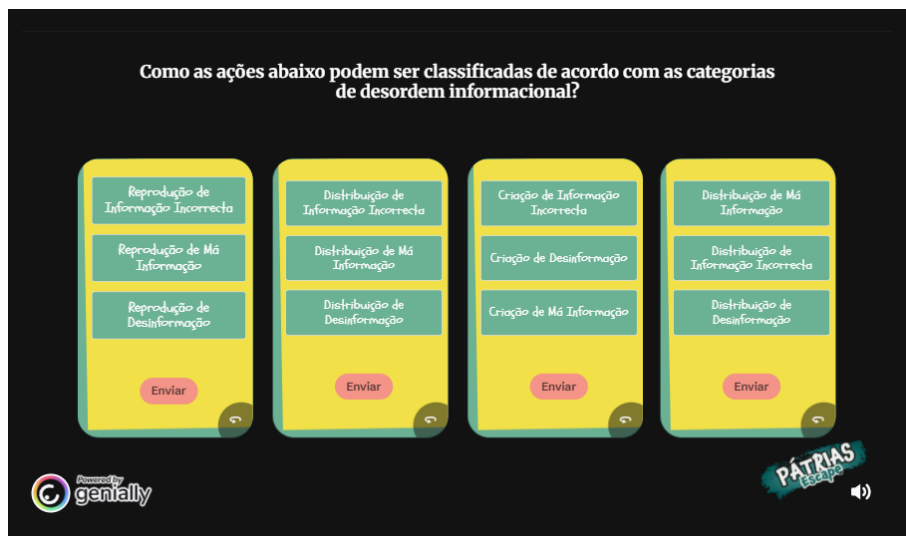 Como as ações abaixo podem ser classificadas de acordo com as categorias
de desordem informacional?
Reprodução de
Informação Incorrecta
Reprodução de Má
Informação
Reprodução de
Desinformação
Enviar
Distribuição de
Informação Incorrecta
Distribuição de Má
Informação
Distribuição de
Desinformação
Enviar
Criação de Informação
Incorrecta
Criação de Desinformação
Criação de Má Informação
Enviar
Distribuição de Má
Informação
Distribuição de
Informação Incorrecta
Distribuição de
Desinformação
Enviar
Powered by
genially
PÁTRIAS
Escape